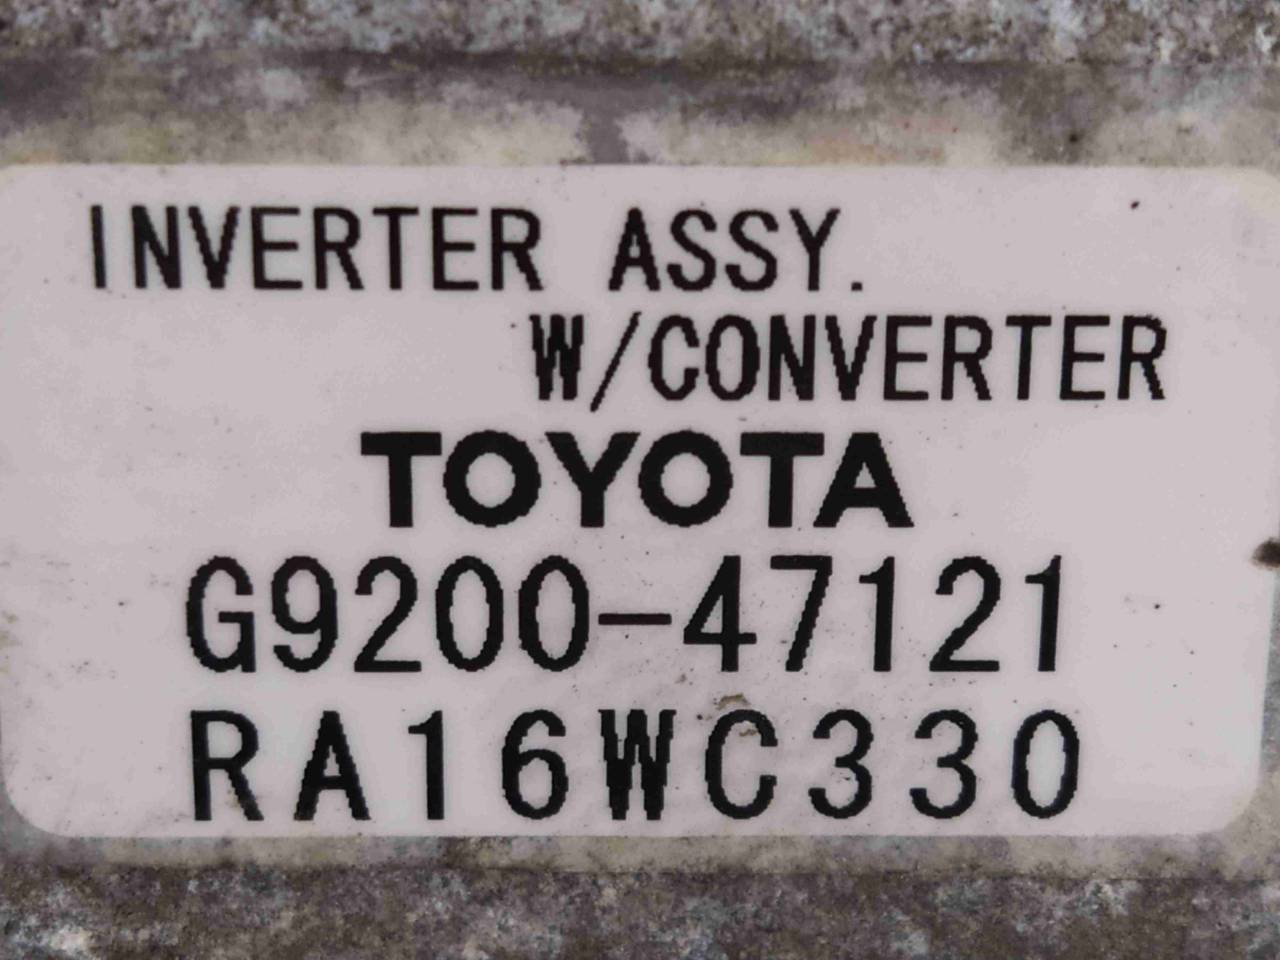 INVERTER ASSY.
W/CONVERTER
TOYOTA
G9200-47121
RA16WC330